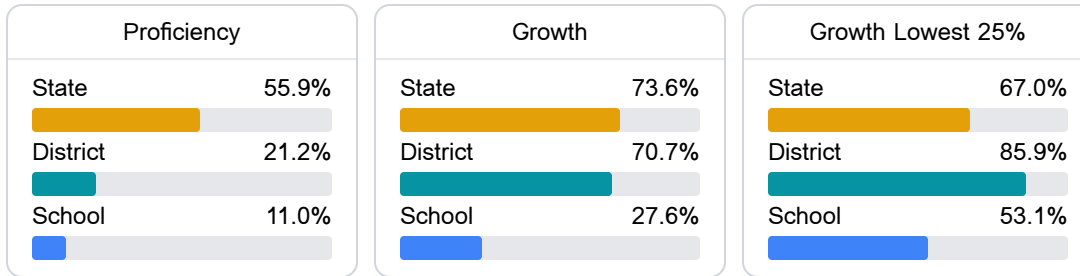 Proficiency
State 55.9%
District 21.2%
School 11.0%
Growth
State 73.6%
District 70.7%
School 27.6%
Growth Lowest 25%
State 67.0%
District 85.9%
School 53.1%